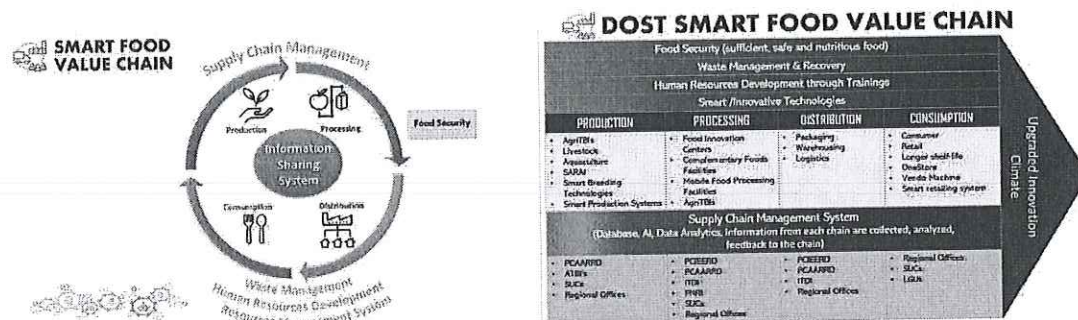 SMART FOOD
VALUE CHAIN
Supply Chain Management
Production
Processing
Food Security
Information
Sharing
System
Consumption
Distribution
Waste Management
Human Resources Development
DOST SMART FOOD VALUE CHAIN
Food Security (sufficient, safe and nutritious food)
Waste Management & Recovery
Human Resources Development through Trainings
Smart /Innovative Technologies
PRODUCTION
• AgriTBIs
• Livestock
• Aquaculture
• SARAI
• Smart Breeding
Technologies
• Smart Production Systems
PROCESSING
• Food Innovation
Centers
• Complementary Foods
Facilities
• Mobile Food Processing
Facilities
• AgriTBIs
DISTRIBUTION
• Packaging
• Warehousing
• Logistics
CONSUMPTION
• Consumer
• Retail
• Longer shelf-life
• OneStore
• Vendo Machine
• Smart retailing system
Supply Chain Management System
(Database, AI, Data Analytics, Information from each chain are collected, analyzed,
feedback to the chain)
• PCAARRD
• ATBIs
• SUCs
• Regional Offices
• PCIEERD
• PCAARRD
• ITDI
• FNRI
• SUCs
• Regional Offices
• PCIEERD
• PCAARRD
• ITDI
• Regional Offices
• Regional Offices
• SUCs
• LGUs
Upgraded Innovation
Climate